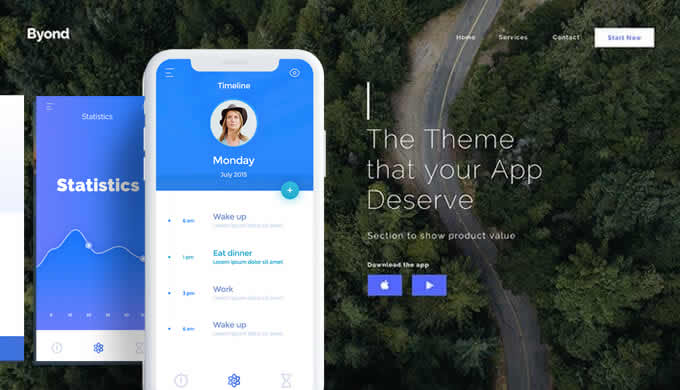 Byond
Home
Services
Contact
Start Now
Statistics
Statistics
Timeline
Monday
July 2015
6 am
Wake up
Lorem ipsum dolor sit amet
1 pm
Eat dinner
Lorem ipsum dolor sit amet
3 pm
Work
Lorem ipsum dolor sit amet
6 am
Wake up
Lorem ipsum dolor sit amet
The Theme
that your App
Deserve
Section to show product value
Download the app